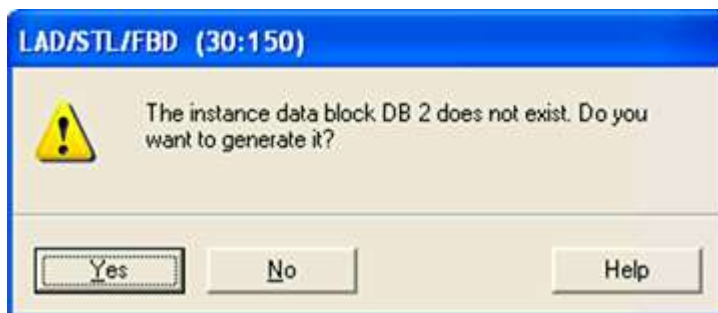 LAD/STL/FBD (30:150)
The instance data block DB 2 does not exist. Do you
want to generate it?
Yes No Help